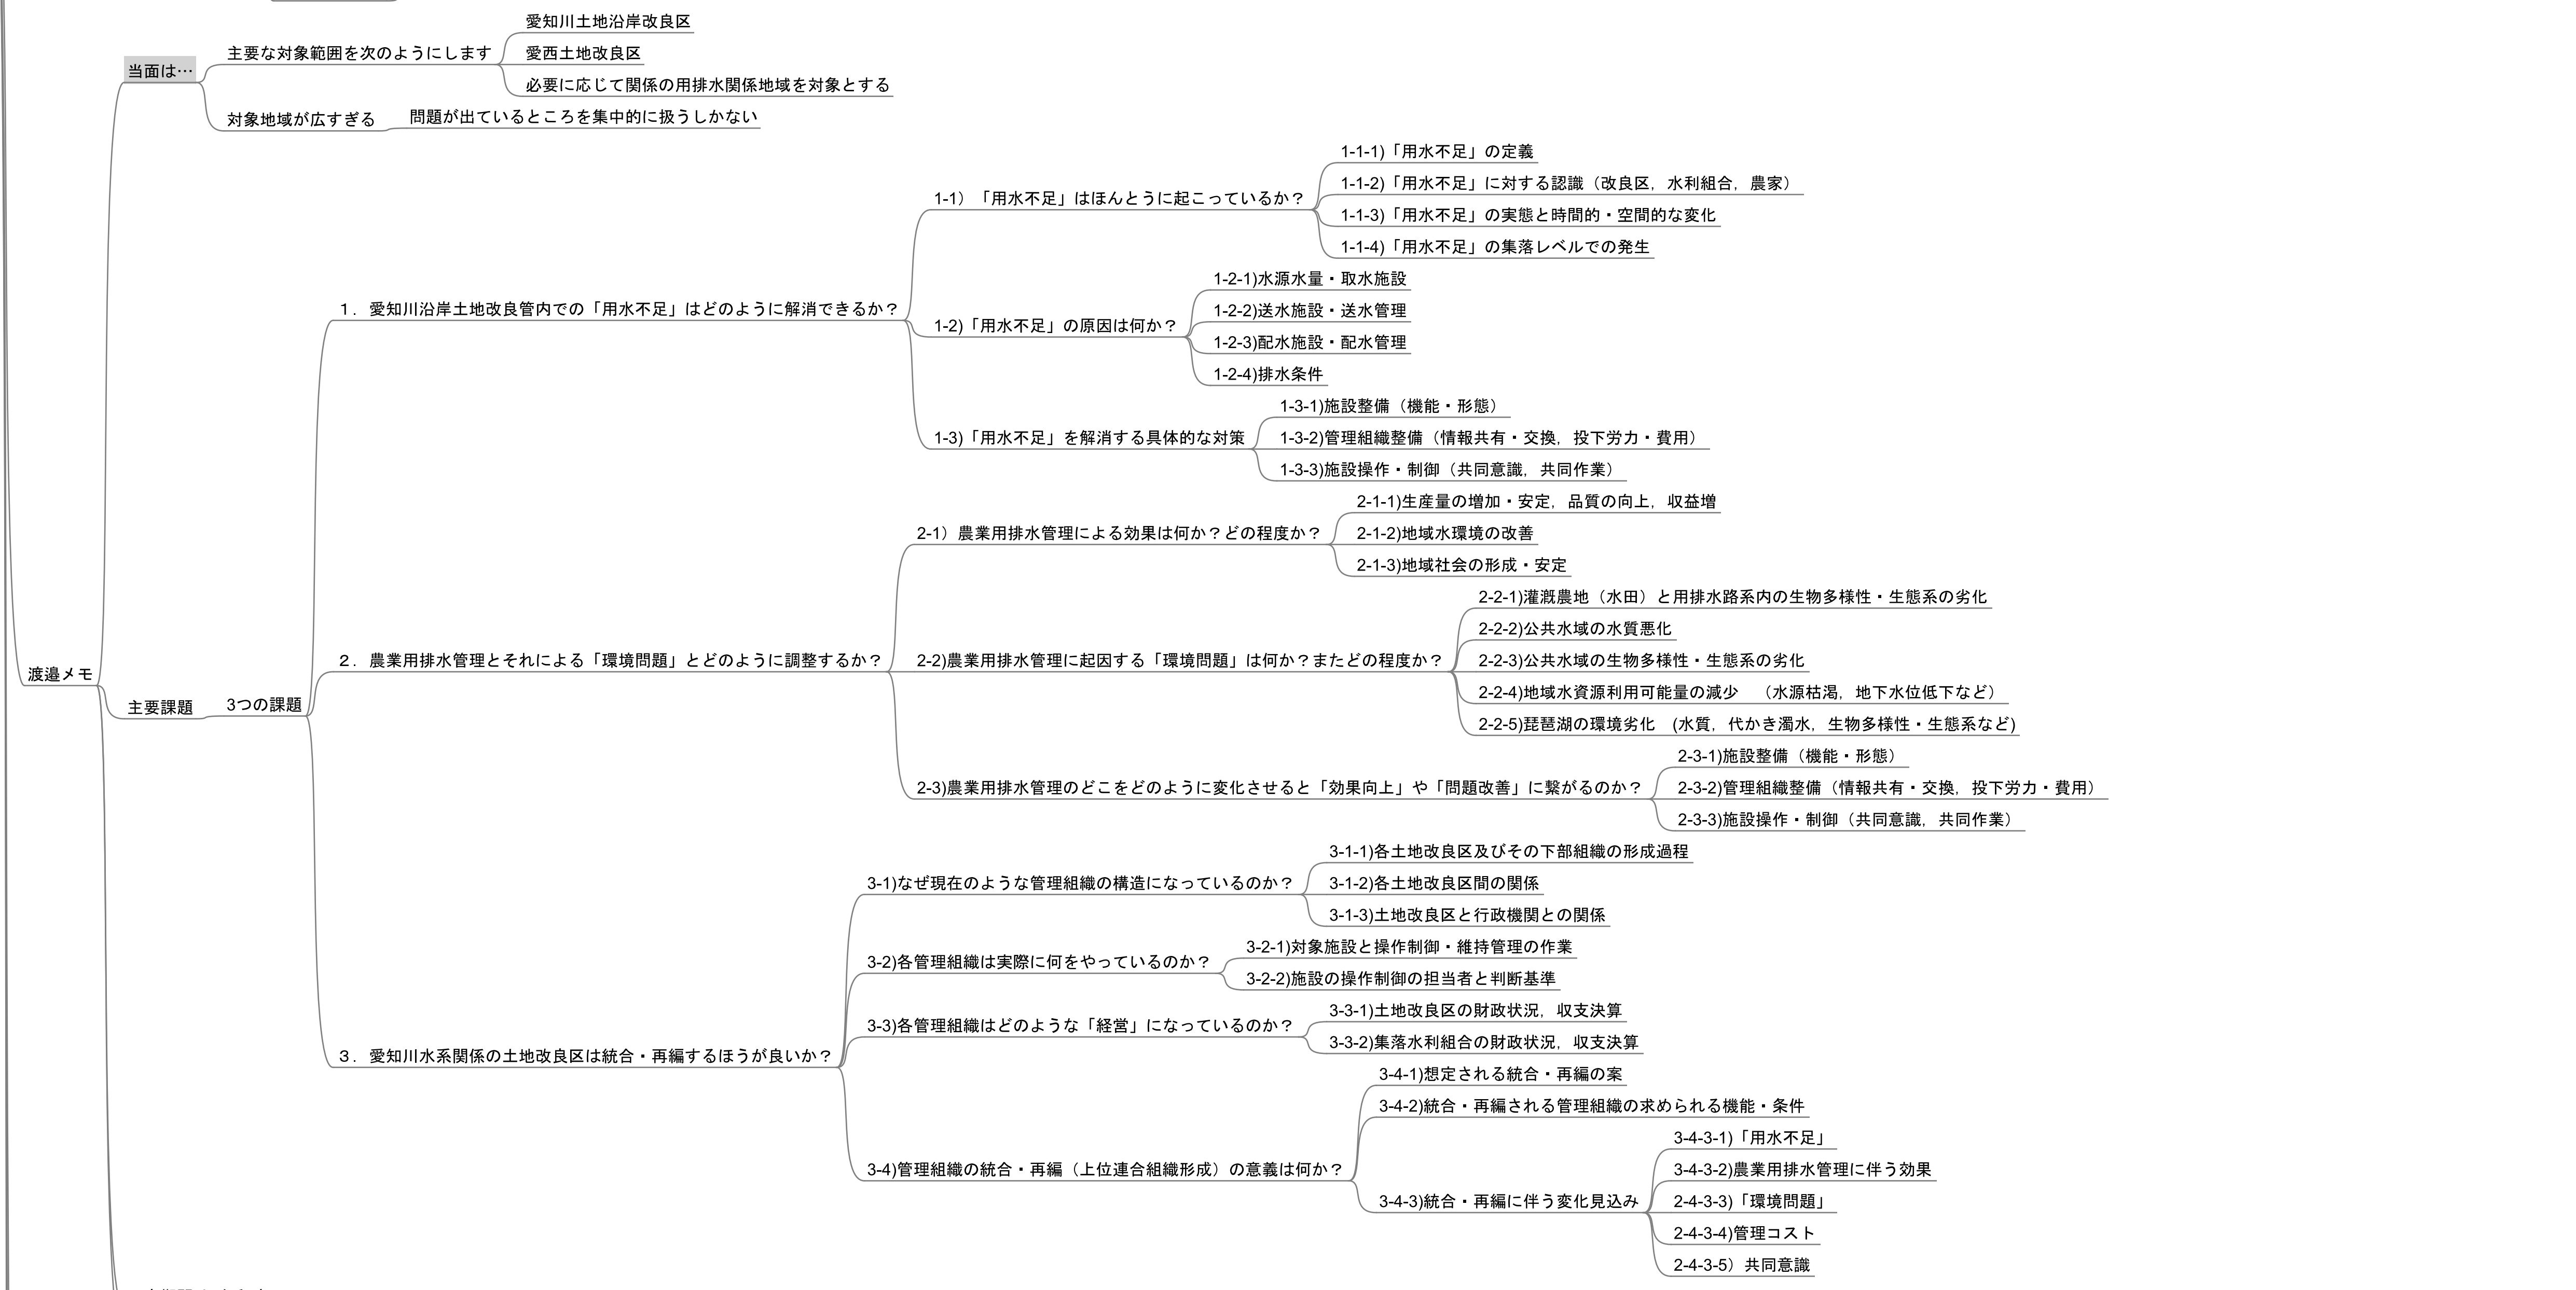 愛知川土地沿岸改良区
主要な対象範囲を次のようにします
愛西土地改良区
当面は…
必要に応じて関係の用排水関係地域を対象とする
対象地域が広すぎる
問題が出ているところを集中的に扱うしかない
1-1-1)「用水不足」の定義
1-1）「用水不足」はほんとうに起こっているか？
1-1-2)「用水不足」に対する認識（改良区，水利組合，農家）
1-1-3)「用水不足」の実態と時間的・空間的な変化
1-1-4)「用水不足」の集落レベルでの発生
1-2-1)水源水量・取水施設
1．愛知川沿岸土地改良管内での「用水不足」はどのように解消できるか？
1-2-2)送水施設・送水管理
1-2)「用水不足」の原因は何か？
1-2-3)配水施設・配水管理
1-2-4)排水条件
1-3-1)施設整備（機能・形態）
1-3)「用水不足」を解消する具体的な対策
1-3-2)管理組織整備（情報共有・交換，投下労力・費用）
1-3-3)施設操作・制御（共同意識，共同作業）
2-1-1)生産量の増加・安定，品質の向上，収益増
2-1）農業用排水管理による効果は何か？どの程度か？
2-1-2)地域水環境の改善
2-1-3)地域社会の形成・安定
2-2-1)灌漑農地（水田）と用排水路系内の生物多様性・生態系の劣化
2-2-2)公共水域の水質悪化
2．農業用排水管理とそれによる「環境問題」とどのように調整するか？
2-2)農業用排水管理に起因する「環境問題」は何か？またどの程度か？
2-2-3)公共水域の生物多様性・生態系の劣化
渡邉メモ
2-2-4)地域水資源利用可能量の減少　（水源枯渇，地下水位低下など）
主要課題
3つの課題
2-2-5)琵琶湖の環境劣化　(水質，代かき濁水，生物多様性・生態系など)
2-3-1)施設整備（機能・形態）
2-3)農業用排水管理のどこをどのように変化させると「効果向上」や「問題改善」に繋がるのか？
2-3-2)管理組織整備（情報共有・交換，投下労力・費用）
2-3-3)施設操作・制御（共同意識，共同作業）
3-1-1)各土地改良区及びその下部組織の形成過程
3-1)なぜ現在のような管理組織の構造になっているのか？
3-1-2)各土地改良区間の関係
3-1-3)土地改良区と行政機関との関係
3-2-1)対象施設と操作制御・維持管理の作業
3-2)各管理組織は実際に何をやっているのか？
3-2-2)施設の操作制御の担当者と判断基準
3-3-1)土地改良区の財政状況，収支決算
3-3)各管理組織はどのような「経営」になっているのか？
3-3-2)集落水利組合の財政状況，収支決算
3．愛知川水系関係の土地改良区は統合・再編するほうが良いか？
3-4-1)想定される統合・再編の案
3-4-2)統合・再編される管理組織の求められる機能・条件
3-4-3-1)「用水不足」
3-4)管理組織の統合・再編（上位連合組織形成）の意義は何か？
3-4-3-2)農業用排水管理に伴う効果
3-4-3)統合・再編に伴う変化見込み
2-4-3-3)「環境問題」
2-4-3-4)管理コスト
2-4-3-5）共同意識